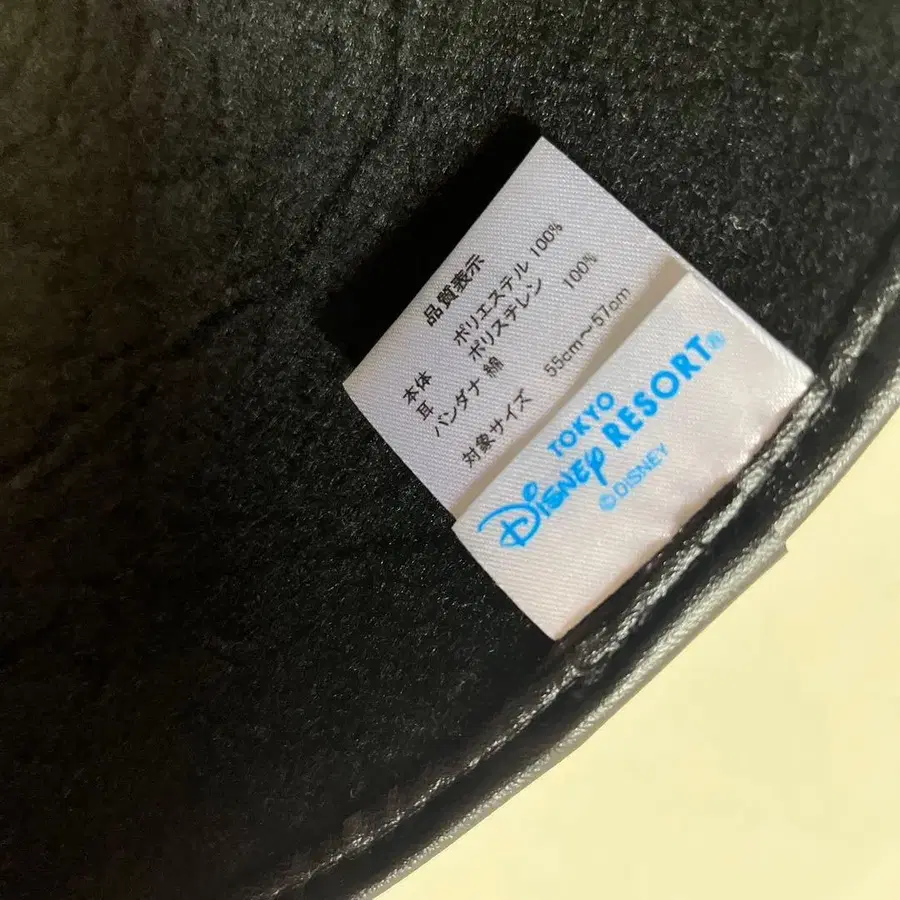 品質表示
本体 ポリエステル 100%
耳 ポリステレン
バンダナ 綿 100%
対象サイズ 55cm〜57cm
TOKYO
DISNEY RESORT®
©DISNEY